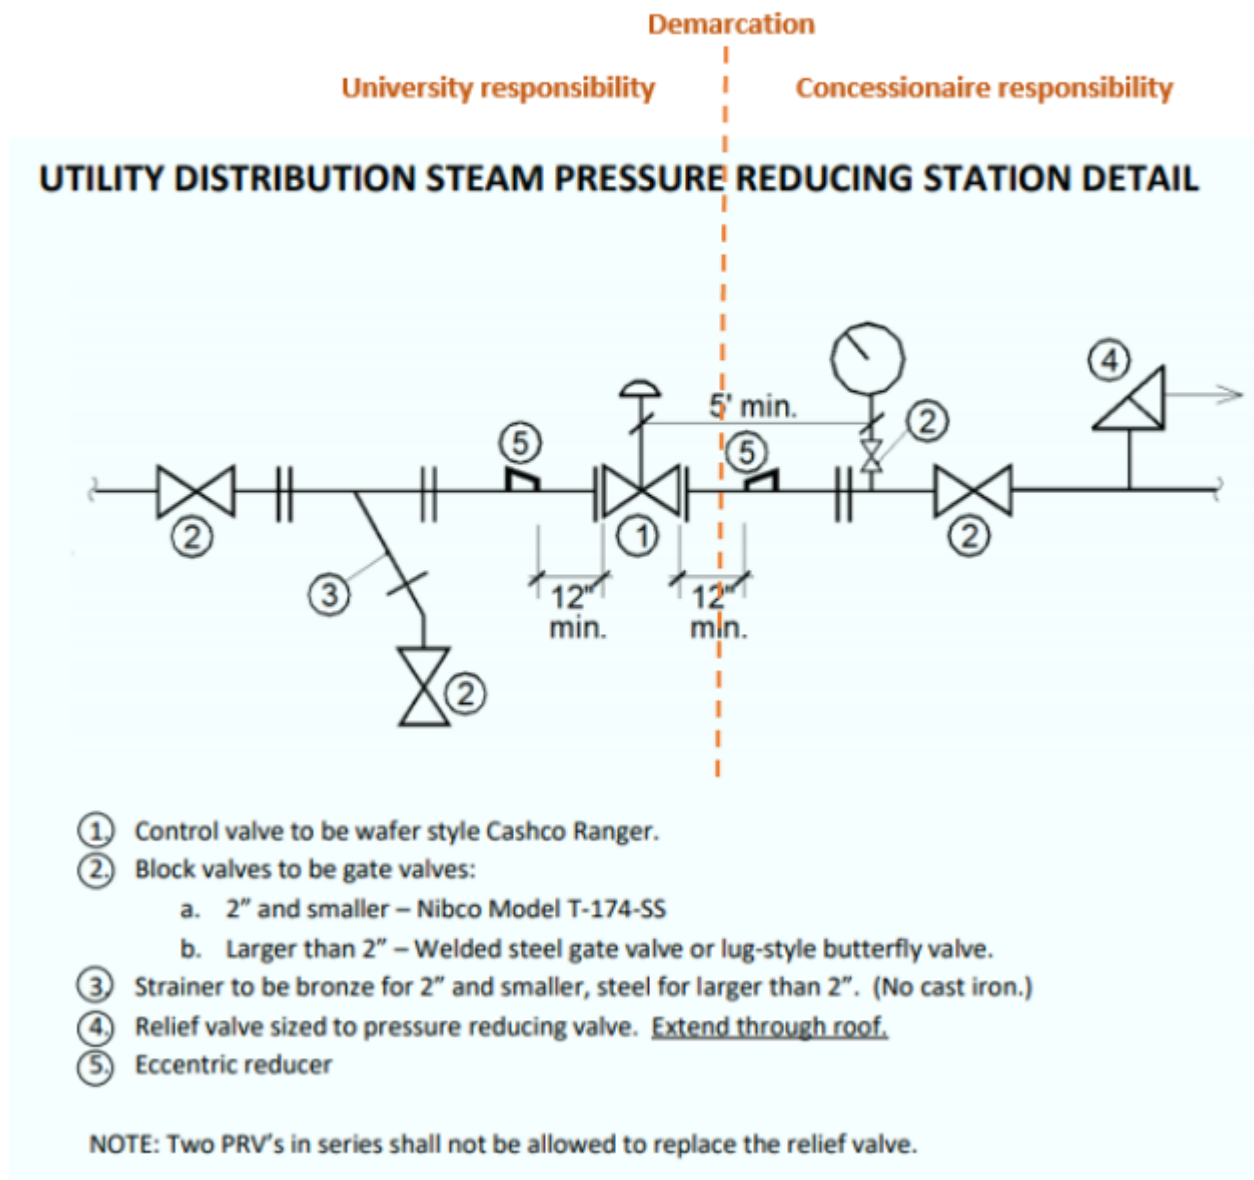 Demarcation
University responsibility
Concessionaire responsibility
UTILITY DISTRIBUTION STEAM PRESSURE REDUCING STATION DETAIL
4
5' min.
2
5
5
2
1
2
3
12"
min.
12"
min.
2
1. Control valve to be wafer style Cashco Ranger.
2. Block valves to be gate valves:
a. 2" and smaller – Nibco Model T-174-SS
b. Larger than 2" – Welded steel gate valve or lug-style butterfly valve.
3. Strainer to be bronze for 2" and smaller, steel for larger than 2". (No cast iron.)
4. Relief valve sized to pressure reducing valve. Extend through roof.
5. Eccentric reducer
NOTE: Two PRV's in series shall not be allowed to replace the relief valve.